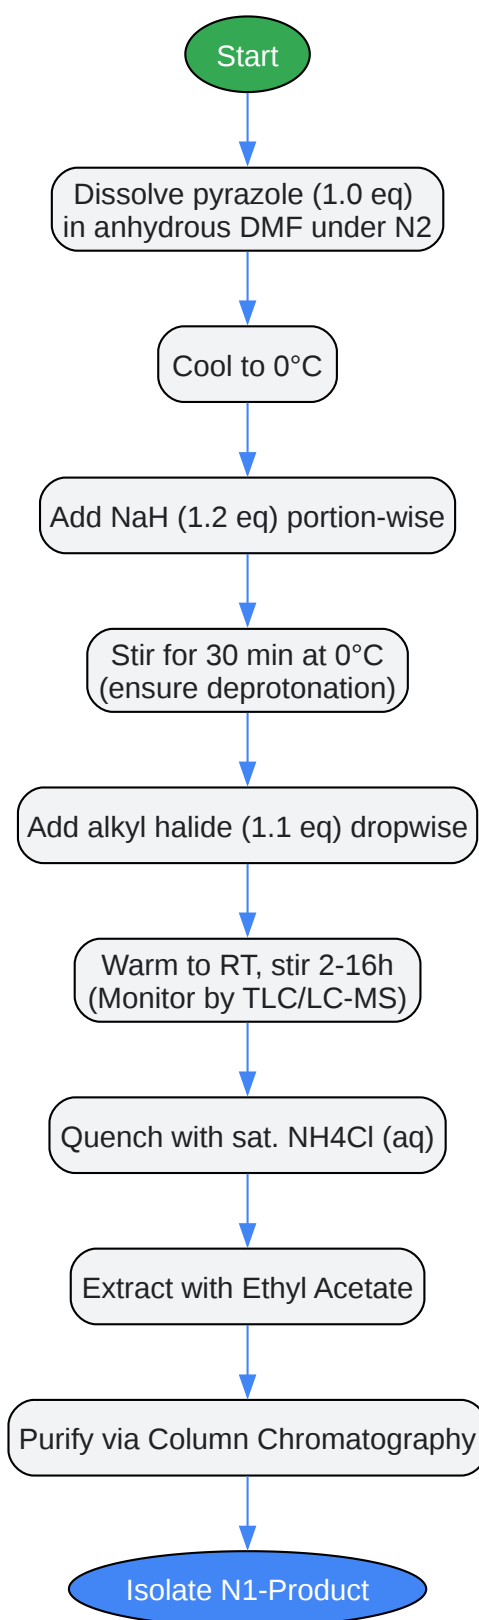 Start
Dissolve pyrazole (1.0 eq)
in anhydrous DMF under N2
Cool to 0°C
Add NaH (1.2 eq) portion-wise
Stir for 30 min at 0°C
(ensure deprotonation)
Add alkyl halide (1.1 eq) dropwise
Warm to RT, stir 2-16h
(Monitor by TLC/LC-MS)
Quench with sat. NH4Cl (aq)
Extract with Ethyl Acetate
Purify via Column Chromatography
Isolate N1-Product